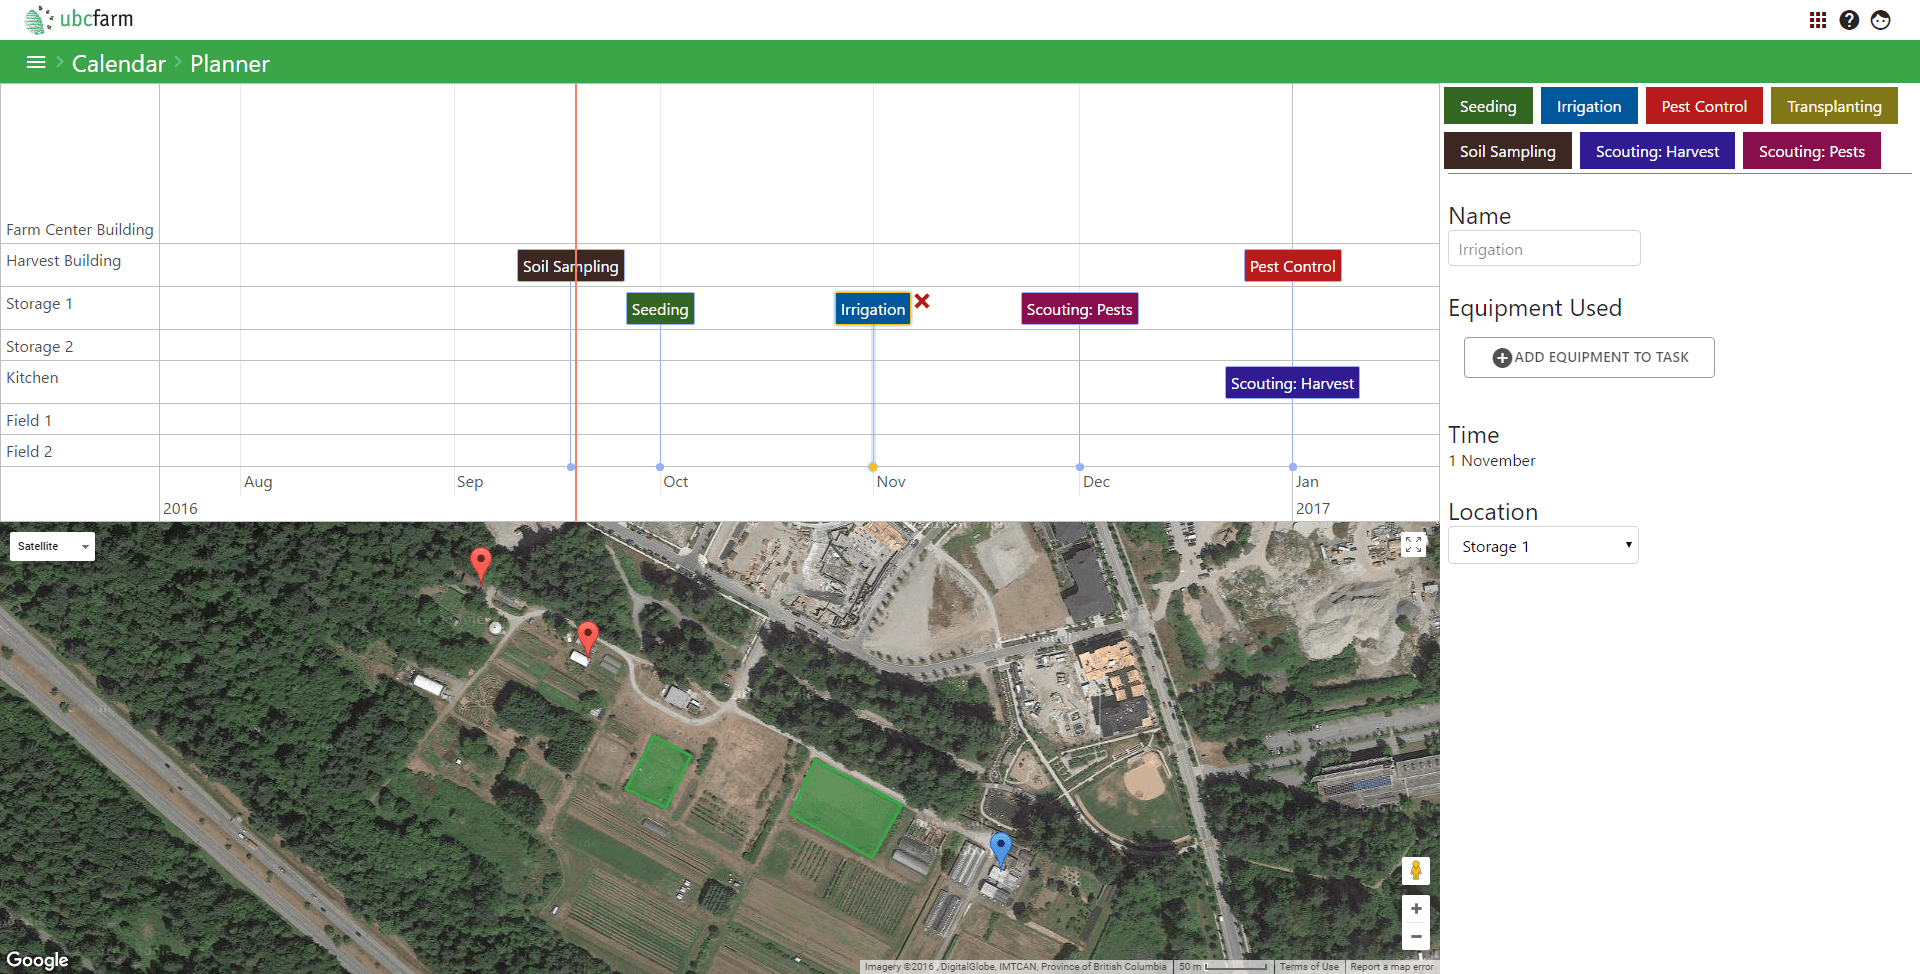 ubcfarm
Calendar Planner
Seeding Irrigation Pest Control Transplanting
Soil Sampling Scouting: Harvest Scouting: Pests
Farm Center Building
Harvest Building
Storage 1
Storage 2
Kitchen
Field 1
Field 2
Soil Sampling
Pest Control
Seeding
Irrigation
Scouting: Pests
Scouting: Harvest
Aug Sep Oct Nov Dec Jan
2016 2017
Name
Irrigation
Equipment Used
ADD EQUIPMENT TO TASK
Time
1 November
Location
Storage 1
Satellite
Google
Imagery ©2016 , DigitalGlobe, IMTCAN, Province of British Columbia 50 m Terms of Use Report a map error